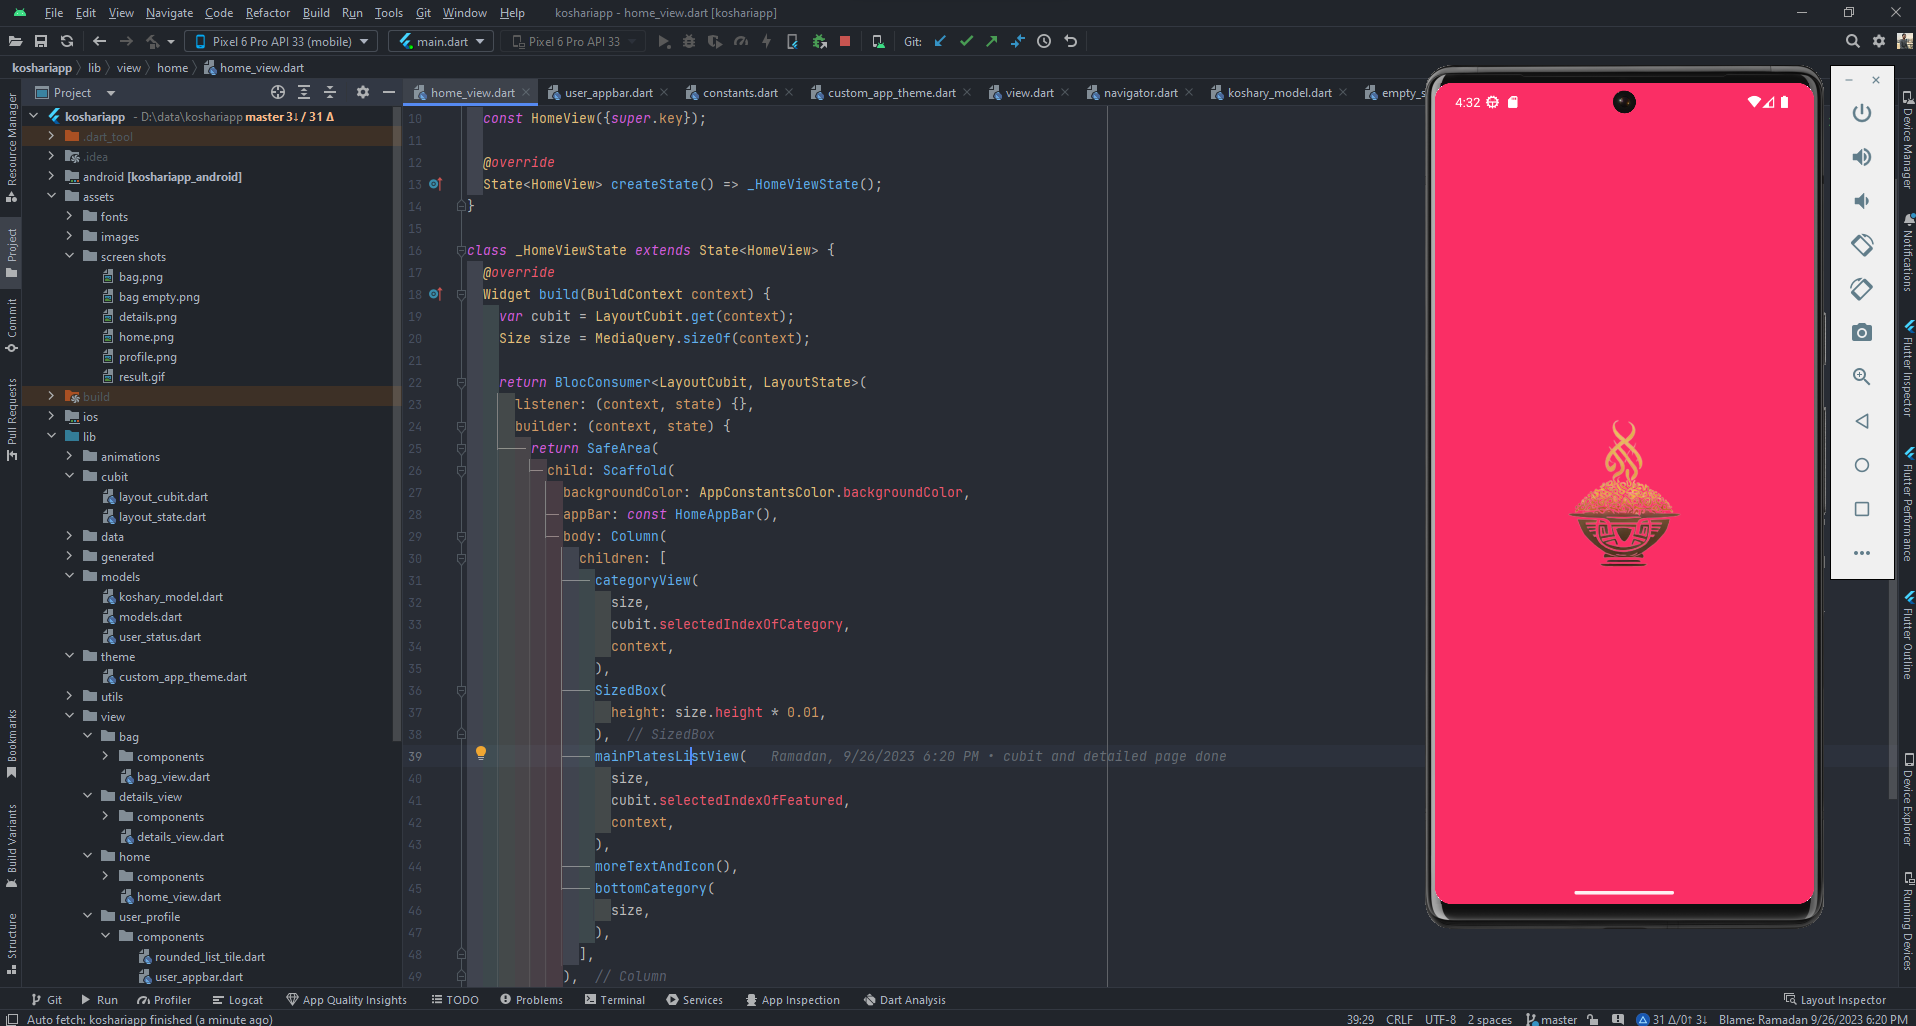 File Edit View Navigate Code Refactor Build Run Tools Git Window Help koshariapp - home_view.dart [koshariapp]
Pixel 6 Pro API 33 (mobile) main.dart Pixel 6 Pro API 33 Git:
koshariapp lib view home home_view.dart
Project
home_view.dart user_appbar.dart constants.dart custom_app_theme.dart view.dart navigator.dart koshary_model.dart empty_s
Resource Manager
Project
Commit
Pull Requests
Bookmarks
Build Variants
Structure
koshariapp - D:\data\koshariapp master 3↓ / 31 Δ
.dart_tool
.idea
android [koshariapp_android]
assets
fonts
images
screen shots
bag.png
bag empty.png
details.png
home.png
profile.png
result.gif
build
ios
lib
animations
cubit
layout_cubit.dart
layout_state.dart
data
generated
models
koshary_model.dart
models.dart
user_status.dart
theme
custom_app_theme.dart
utils
view
bag
components
bag_view.dart
details_view
components
details_view.dart
home
components
home_view.dart
user_profile
components
rounded_list_tile.dart
user_appbar.dart
10 const HomeView({super.key});
11
12 @override
13 State<HomeView> createState() => _HomeViewState();
14 }
15
16 class _HomeViewState extends State<HomeView> {
17 @override
18 Widget build(BuildContext context) {
19 var cubit = LayoutCubit.get(context);
20 Size size = MediaQuery.sizeOf(context);
21
22 return BlocConsumer<LayoutCubit, LayoutState>(
23 listener: (context, state) {},
24 builder: (context, state) {
25 return SafeArea(
26 child: Scaffold(
27 backgroundColor: AppConstantsColor.backgroundColor,
28 appBar: const HomeAppBar(),
29 body: Column(
30 children: [
31 categoryView(
32 size,
33 cubit.selectedIndexOfCategory,
34 context,
35 ),
36 SizedBox(
37 height: size.height * 0.01,
38 ), // SizedBox
39 mainPlatesListView( Ramadan, 9/26/2023 6:20 PM • cubit and detailed page done
40 size,
41 cubit.selectedIndexOfFeatured,
42 context,
43 ),
44 moreTextAndIcon(),
45 bottomCategory(
46 size,
47 ),
48 ],
49 ), // Column
4:32
Device Manager
Notifications
Flutter Inspector
Flutter Performance
Flutter Outline
Device Explorer
Running Devices
Git Run Profiler Logcat App Quality Insights TODO Problems Terminal Services App Inspection Dart Analysis Layout Inspector
Auto fetch: koshariapp finished (a minute ago) 39:29 CRLF UTF-8 2 spaces master 31 Δ/0↑ 3↓ Blame: Ramadan 9/26/2023 6:20 PM